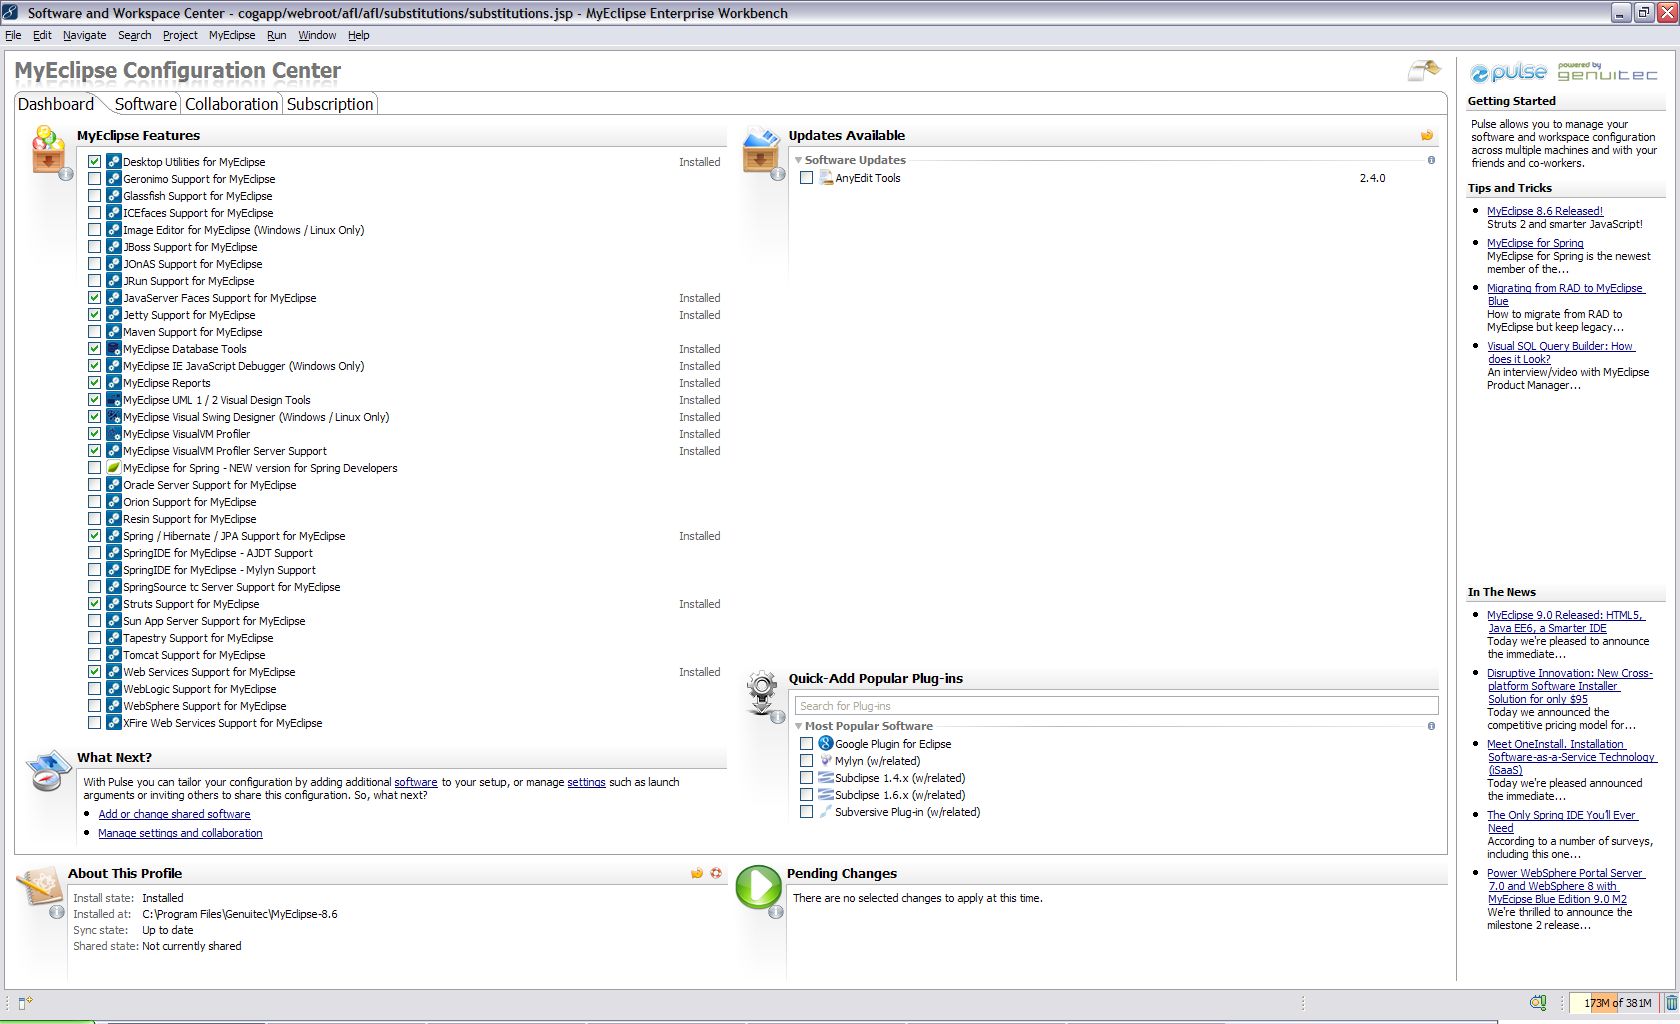 Software and Workspace Center - cogapp/webroot/afl/afl/substitutions/substitutions.jsp - MyEclipse Enterprise Workbench
File Edit Navigate Search Project MyEclipse Run Window Help
MyEclipse Configuration Center
Dashboard Software Collaboration Subscription
MyEclipse Features
Desktop Utilities for MyEclipse Installed
Geronimo Support for MyEclipse
Glassfish Support for MyEclipse
ICEfaces Support for MyEclipse
Image Editor for MyEclipse (Windows / Linux Only)
JBoss Support for MyEclipse
JOnAS Support for MyEclipse
JRun Support for MyEclipse
JavaServer Faces Support for MyEclipse Installed
Jetty Support for MyEclipse Installed
Maven Support for MyEclipse
MyEclipse Database Tools Installed
MyEclipse IE JavaScript Debugger (Windows Only) Installed
MyEclipse Reports Installed
MyEclipse UML 1 / 2 Visual Design Tools Installed
MyEclipse Visual Swing Designer (Windows / Linux Only) Installed
MyEclipse VisualVM Profiler Installed
MyEclipse VisualVM Profiler Server Support Installed
MyEclipse for Spring - NEW version for Spring Developers
Oracle Server Support for MyEclipse
Orion Support for MyEclipse
Resin Support for MyEclipse
Spring / Hibernate / JPA Support for MyEclipse Installed
SpringIDE for MyEclipse - AJDT Support
SpringIDE for MyEclipse - Mylyn Support
SpringSource tc Server Support for MyEclipse
Struts Support for MyEclipse Installed
Sun App Server Support for MyEclipse
Tapestry Support for MyEclipse
Tomcat Support for MyEclipse
Web Services Support for MyEclipse Installed
WebLogic Support for MyEclipse
WebSphere Support for MyEclipse
XFire Web Services Support for MyEclipse
What Next?
With Pulse you can tailor your configuration by adding additional software to your setup, or manage settings such as launch
arguments or inviting others to share this configuration. So, what next?
Add or change shared software
Manage settings and collaboration
Updates Available
Software Updates
AnyEdit Tools 2.4.0
Quick-Add Popular Plug-ins
Search for Plug-ins
Most Popular Software
Google Plugin for Eclipse
Mylyn (w/related)
Subclipse 1.4.x (w/related)
Subclipse 1.6.x (w/related)
Subversive Plug-in (w/related)
About This Profile
Install state: Installed
Installed at: C:\Program Files\Genuitec\MyEclipse-8.6
Sync state: Up to date
Shared state: Not currently shared
Pending Changes
There are no selected changes to apply at this time.
pulse powered by genuitec
Getting Started
Pulse allows you to manage your
software and workspace configuration
across multiple machines and with your
friends and co-workers.
Tips and Tricks
MyEclipse 8.6 Released!
Struts 2 and smarter JavaScript!
MyEclipse for Spring
MyEclipse for Spring is the newest
member of the...
Migrating from RAD to MyEclipse
Blue
How to migrate from RAD to
MyEclipse but keep legacy...
Visual SQL Query Builder: How
does it Look?
An interview/video with MyEclipse
Product Manager...
In The News
MyEclipse 9.0 Released: HTML5,
Java EE6, a Smarter IDE
Today we're pleased to announce
the immediate...
Disruptive Innovation: New Cross-
platform Software Installer
Solution for only $95
Today we announced the
competitive pricing model for...
Meet OneInstall. Installation
Software-as-a-Service Technology
(iSaaS)
Today we're pleased announced
the immediate...
The Only Spring IDE You'll Ever
Need
According to a number of surveys,
including this one...
Power WebSphere Portal Server
7.0 and WebSphere 8 with
MyEcipse Blue Edition 9.0 M2
We're thrilled to announce the
milestone 2 release...
173M of 381M